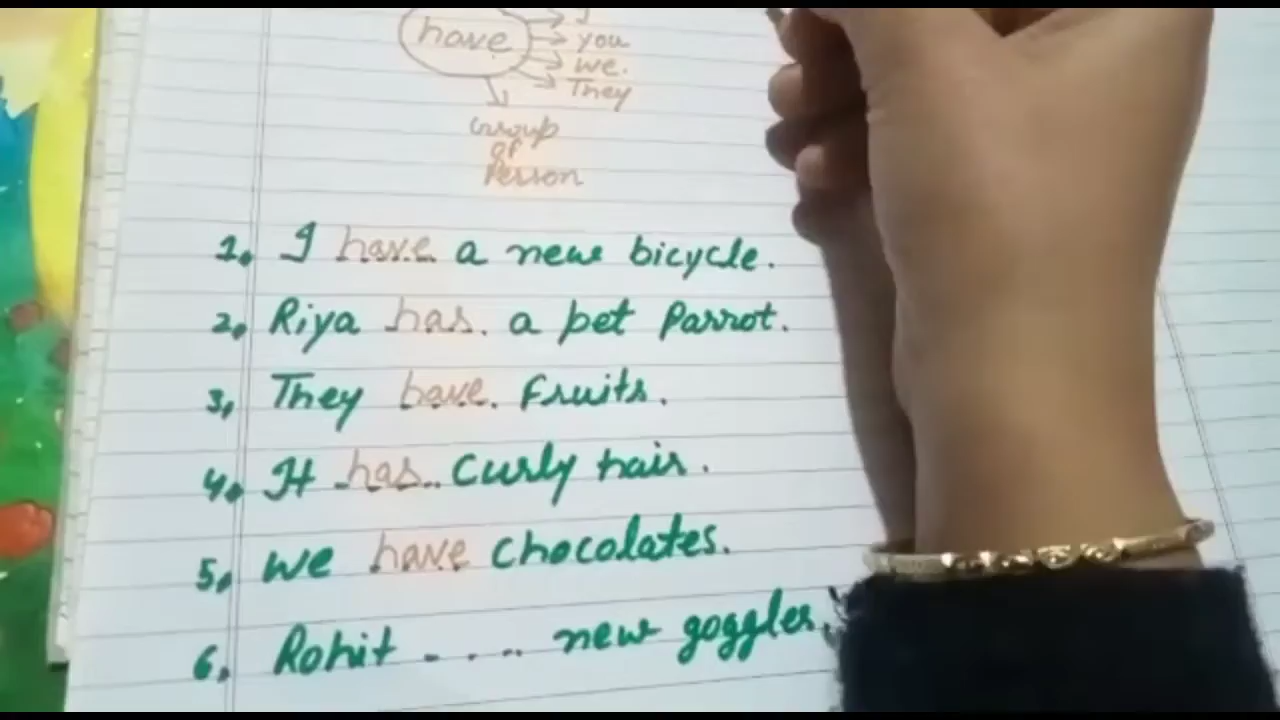 have
you
we.
They
Group
of
Person
1. I have a new bicycle.
2. Riya has. a pet Parrot.
3, They have. Fruits.
4. It .has.. Curly hair.
5, We have Chocolates.
6, Rohit . . . .. new goggles.